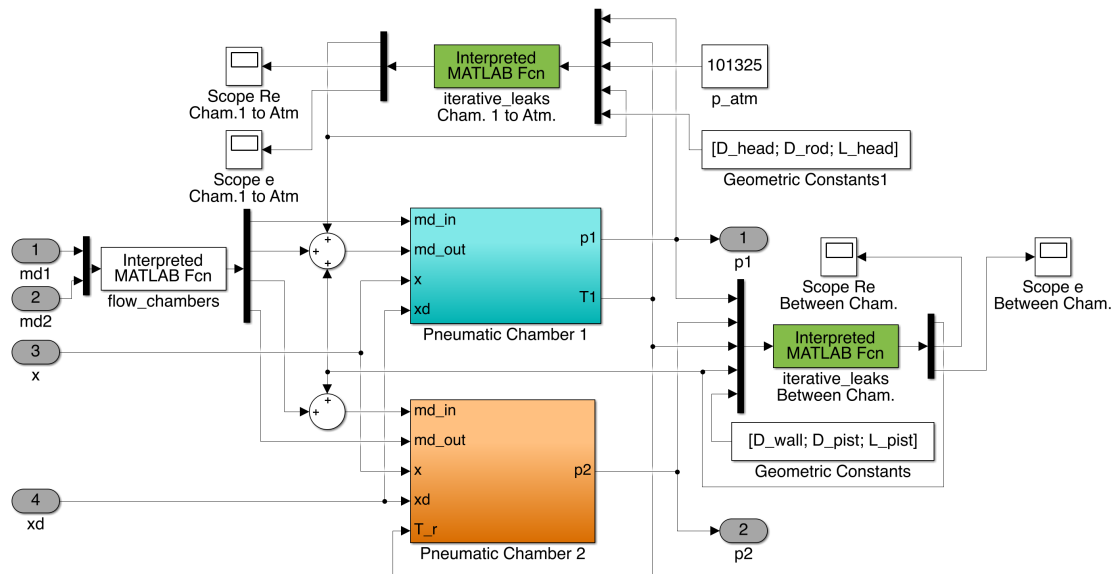 Interpreted
MATLAB Fcn
iterative_leaks
Cham. 1 to Atm.
101325
p_atm
Scope Re
Cham.1 to Atm
Scope e
Cham.1 to Atm
[D_head; D_rod; L_head]
Geometric Constants1
1
md1
2
md2
Interpreted
MATLAB Fcn
flow_chambers
3
x
4
xd
+
+
+
md_in
md_out
x
xd
p1
T1
Pneumatic Chamber 1
1
p1
Scope Re
Between Cham.
Scope e
Between Cham.
Interpreted
MATLAB Fcn
iterative_leaks
Between Cham.
[D_wall; D_pist; L_pist]
Geometric Constants
+
+
md_in
md_out
x
xd
T_r
p2
Pneumatic Chamber 2
2
p2